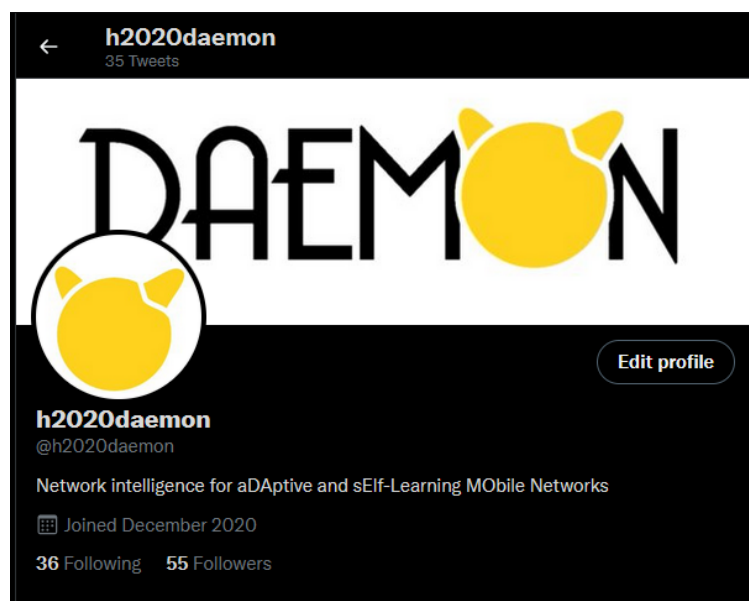 h2020daemon
35 Tweets
DAEMON
Edit profile
h2020daemon
@h2020daemon
Network intelligence for aDAptive and sElf-Learning MObile Networks
Joined December 2020
36 Following 55 Followers